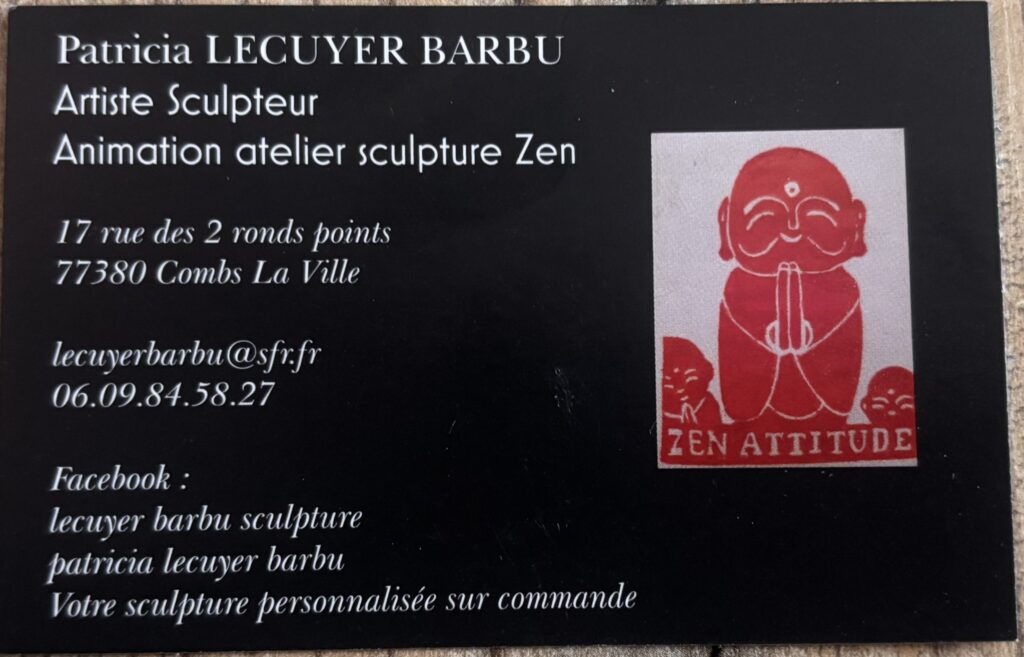 Patricia LECUYER BARBU
Artiste Sculpteur
Animation atelier sculpture Zen
17 rue des 2 ronds points
77380 Combs La Ville
lecuyerbarbu@sfr.fr
06.09.84.58.27
Facebook :
lecuyer barbu sculpture
patricia lecuyer barbu
Votre sculpture personnalisée sur commande
ZEN ATTITUDE